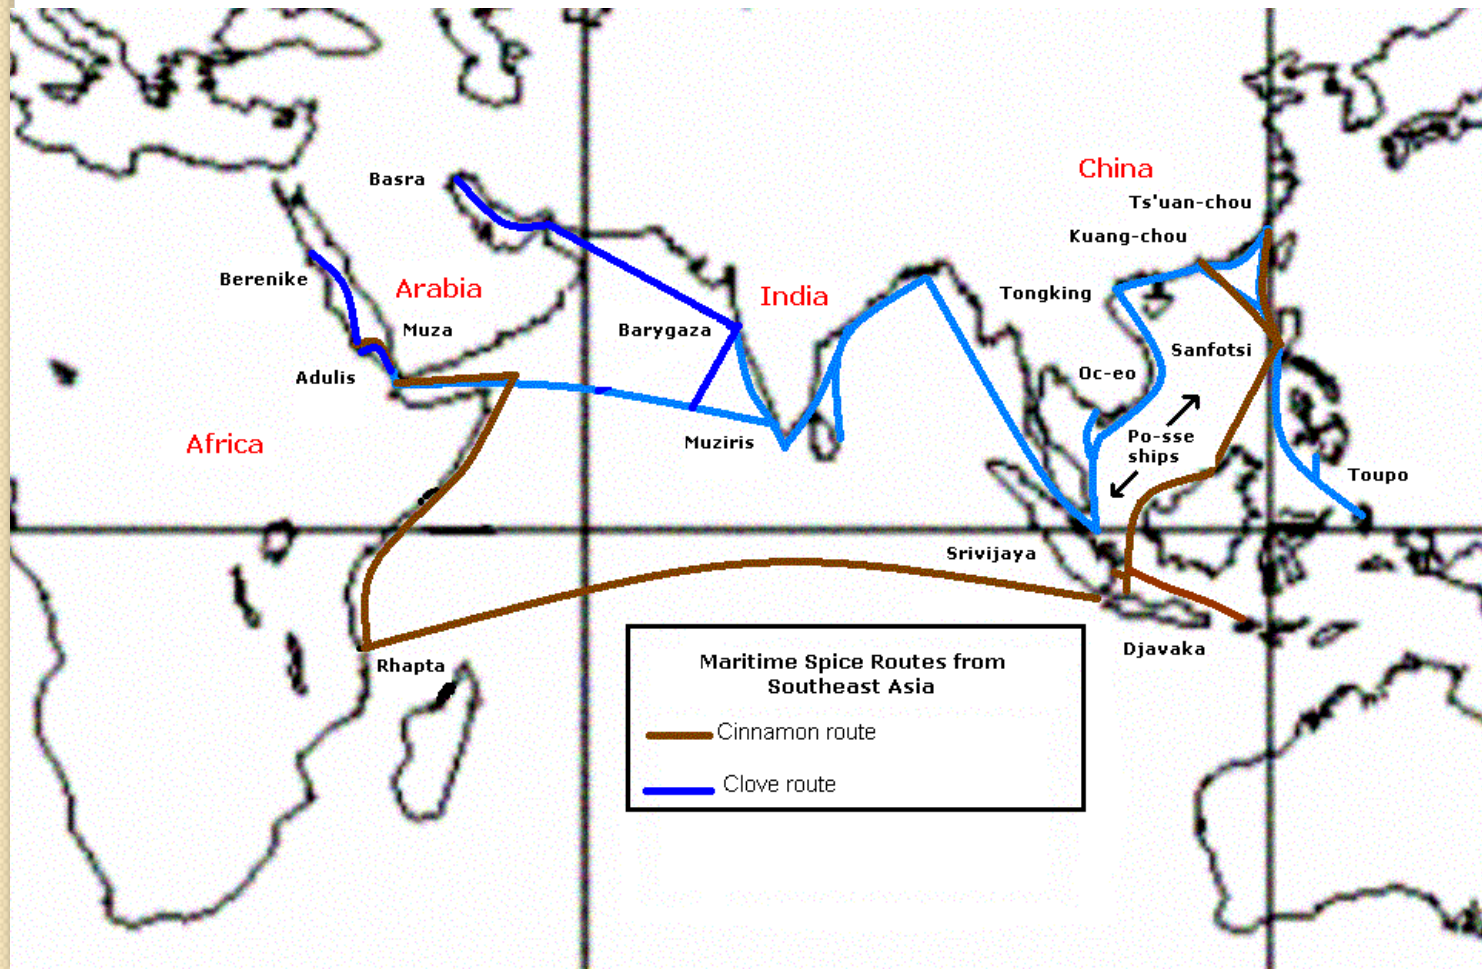 Basra
China
Ts'uan-chou
Kuang-chou
Berenike
Arabia
India
Tongking
Muza
Barygaza
Sanfotsi
Adulis
Oc-eo
Africa
Muziris
Po-sse
ships
Toupo
Srivijaya
Djavaka
Rhapta
Maritime Spice Routes from
Southeast Asia
Cinnamon route
Clove route